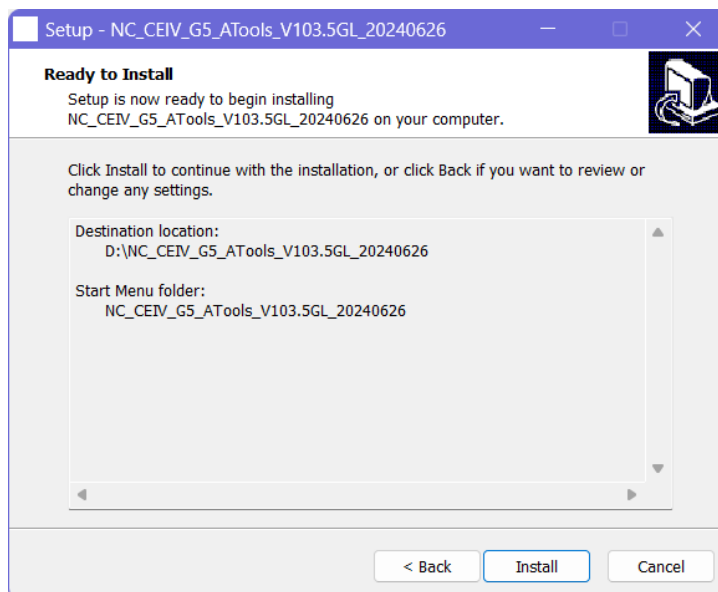 Setup - NC_CEIV_G5_ATools_V103.5GL_20240626
Ready to Install
Setup is now ready to begin installing
NC_CEIV_G5_ATools_V103.5GL_20240626 on your computer.
Click Install to continue with the installation, or click Back if you want to review or
change any settings.
Destination location:
D:\NC_CEIV_G5_ATools_V103.5GL_20240626
Start Menu folder:
NC_CEIV_G5_ATools_V103.5GL_20240626
< Back
Install
Cancel